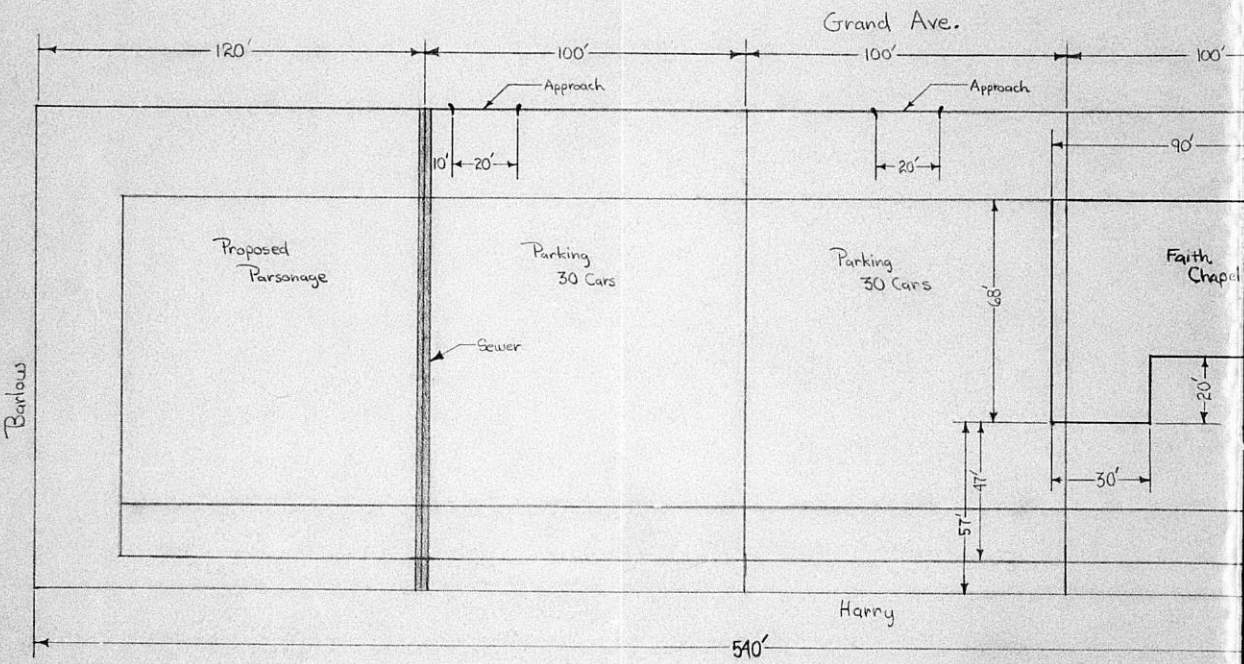 Grand Ave.
120'
100'
100'
100'
Approach
Approach
10'
20'
20'
90'
Proposed
Parsonage
Parking
30 Cars
Parking
30 Cars
Faith
Chapel
68'
Sewer
20'
Barlow
30'
47'
57'
Harry
540'